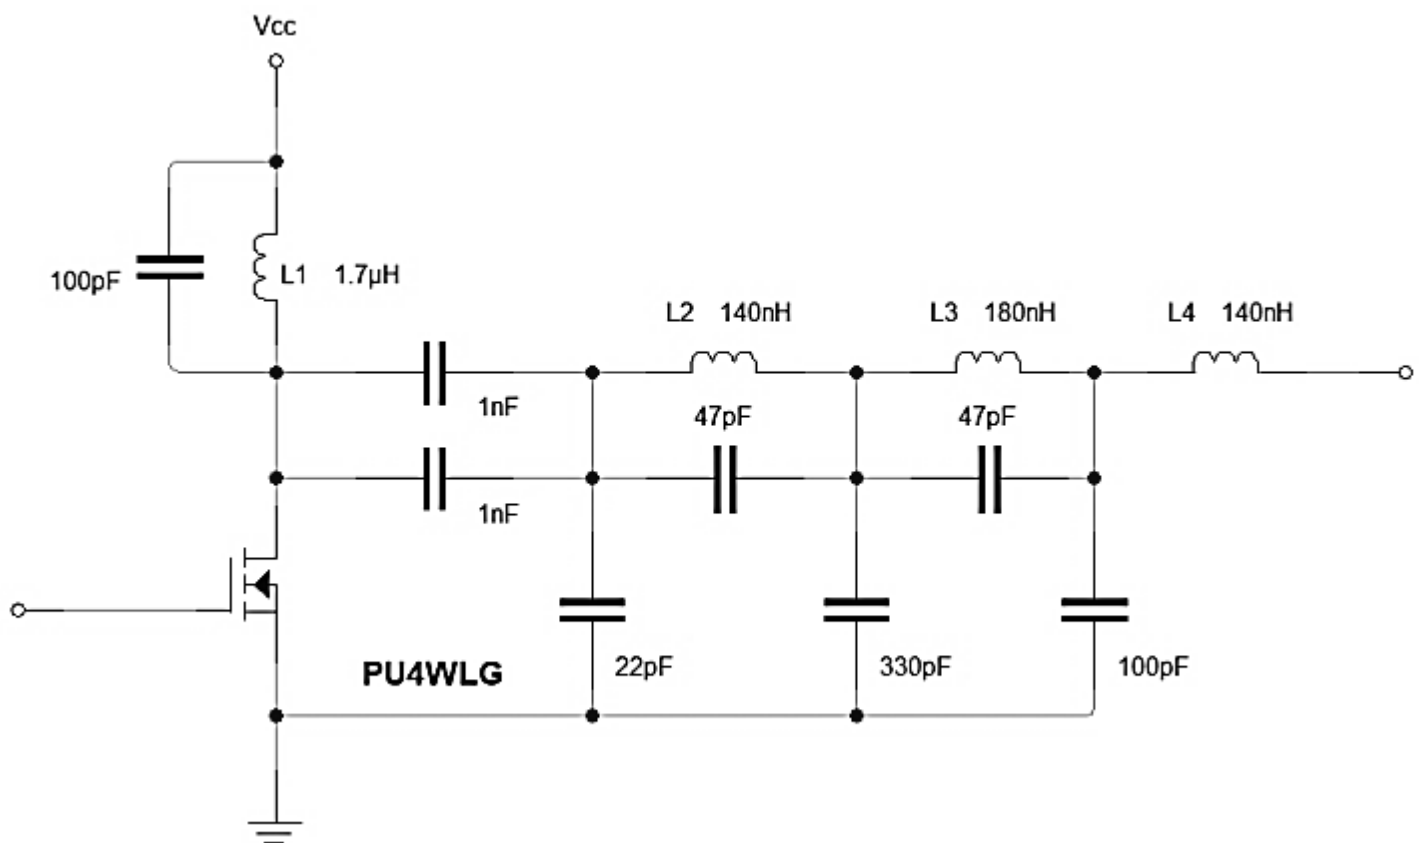 Vcc
100pF
L1 1.7µH
L2 140nH
L3 180nH
L4 140nH
1nF
47pF
47pF
1nF
PU4WLG
22pF
330pF
100pF